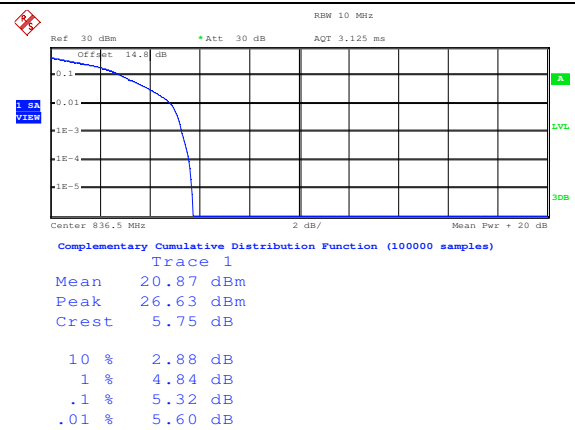 RBW 10 MHz
Ref 30 dBm *Att 30 dB AQT 3.125 ms
Offset 14.8 dB
0.1
A
0.01
1 SA
VIEW
1E-3
LVL
1E-4
1E-5
3DB
Center 836.5 MHz 2 dB/ Mean Pwr + 20 dB
Complementary Cumulative Distribution Function (100000 samples)
Trace 1
Mean 20.87 dBm
Peak 26.63 dBm
Crest 5.75 dB
10 % 2.88 dB
1 % 4.84 dB
.1 % 5.32 dB
.01 % 5.60 dB